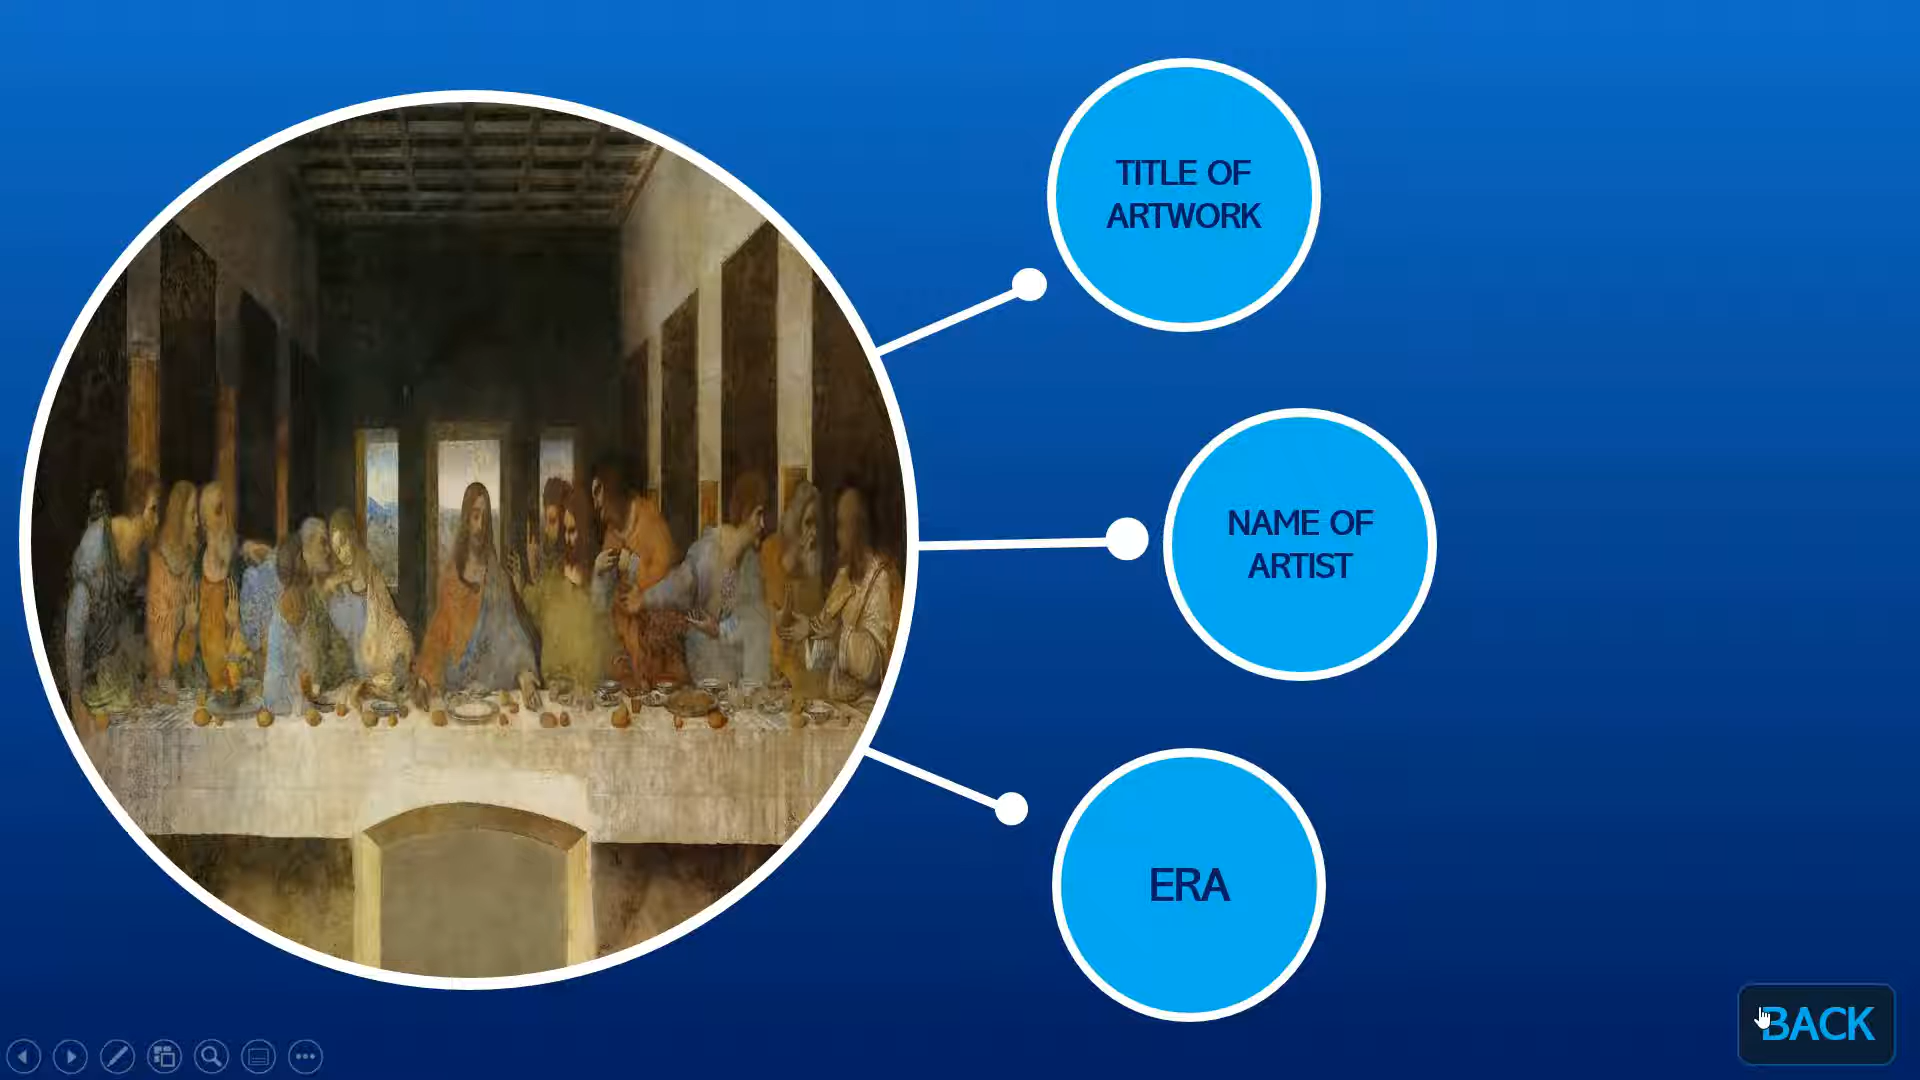 TITLE OF
ARTWORK
NAME OF
ARTIST
ERA
BACK